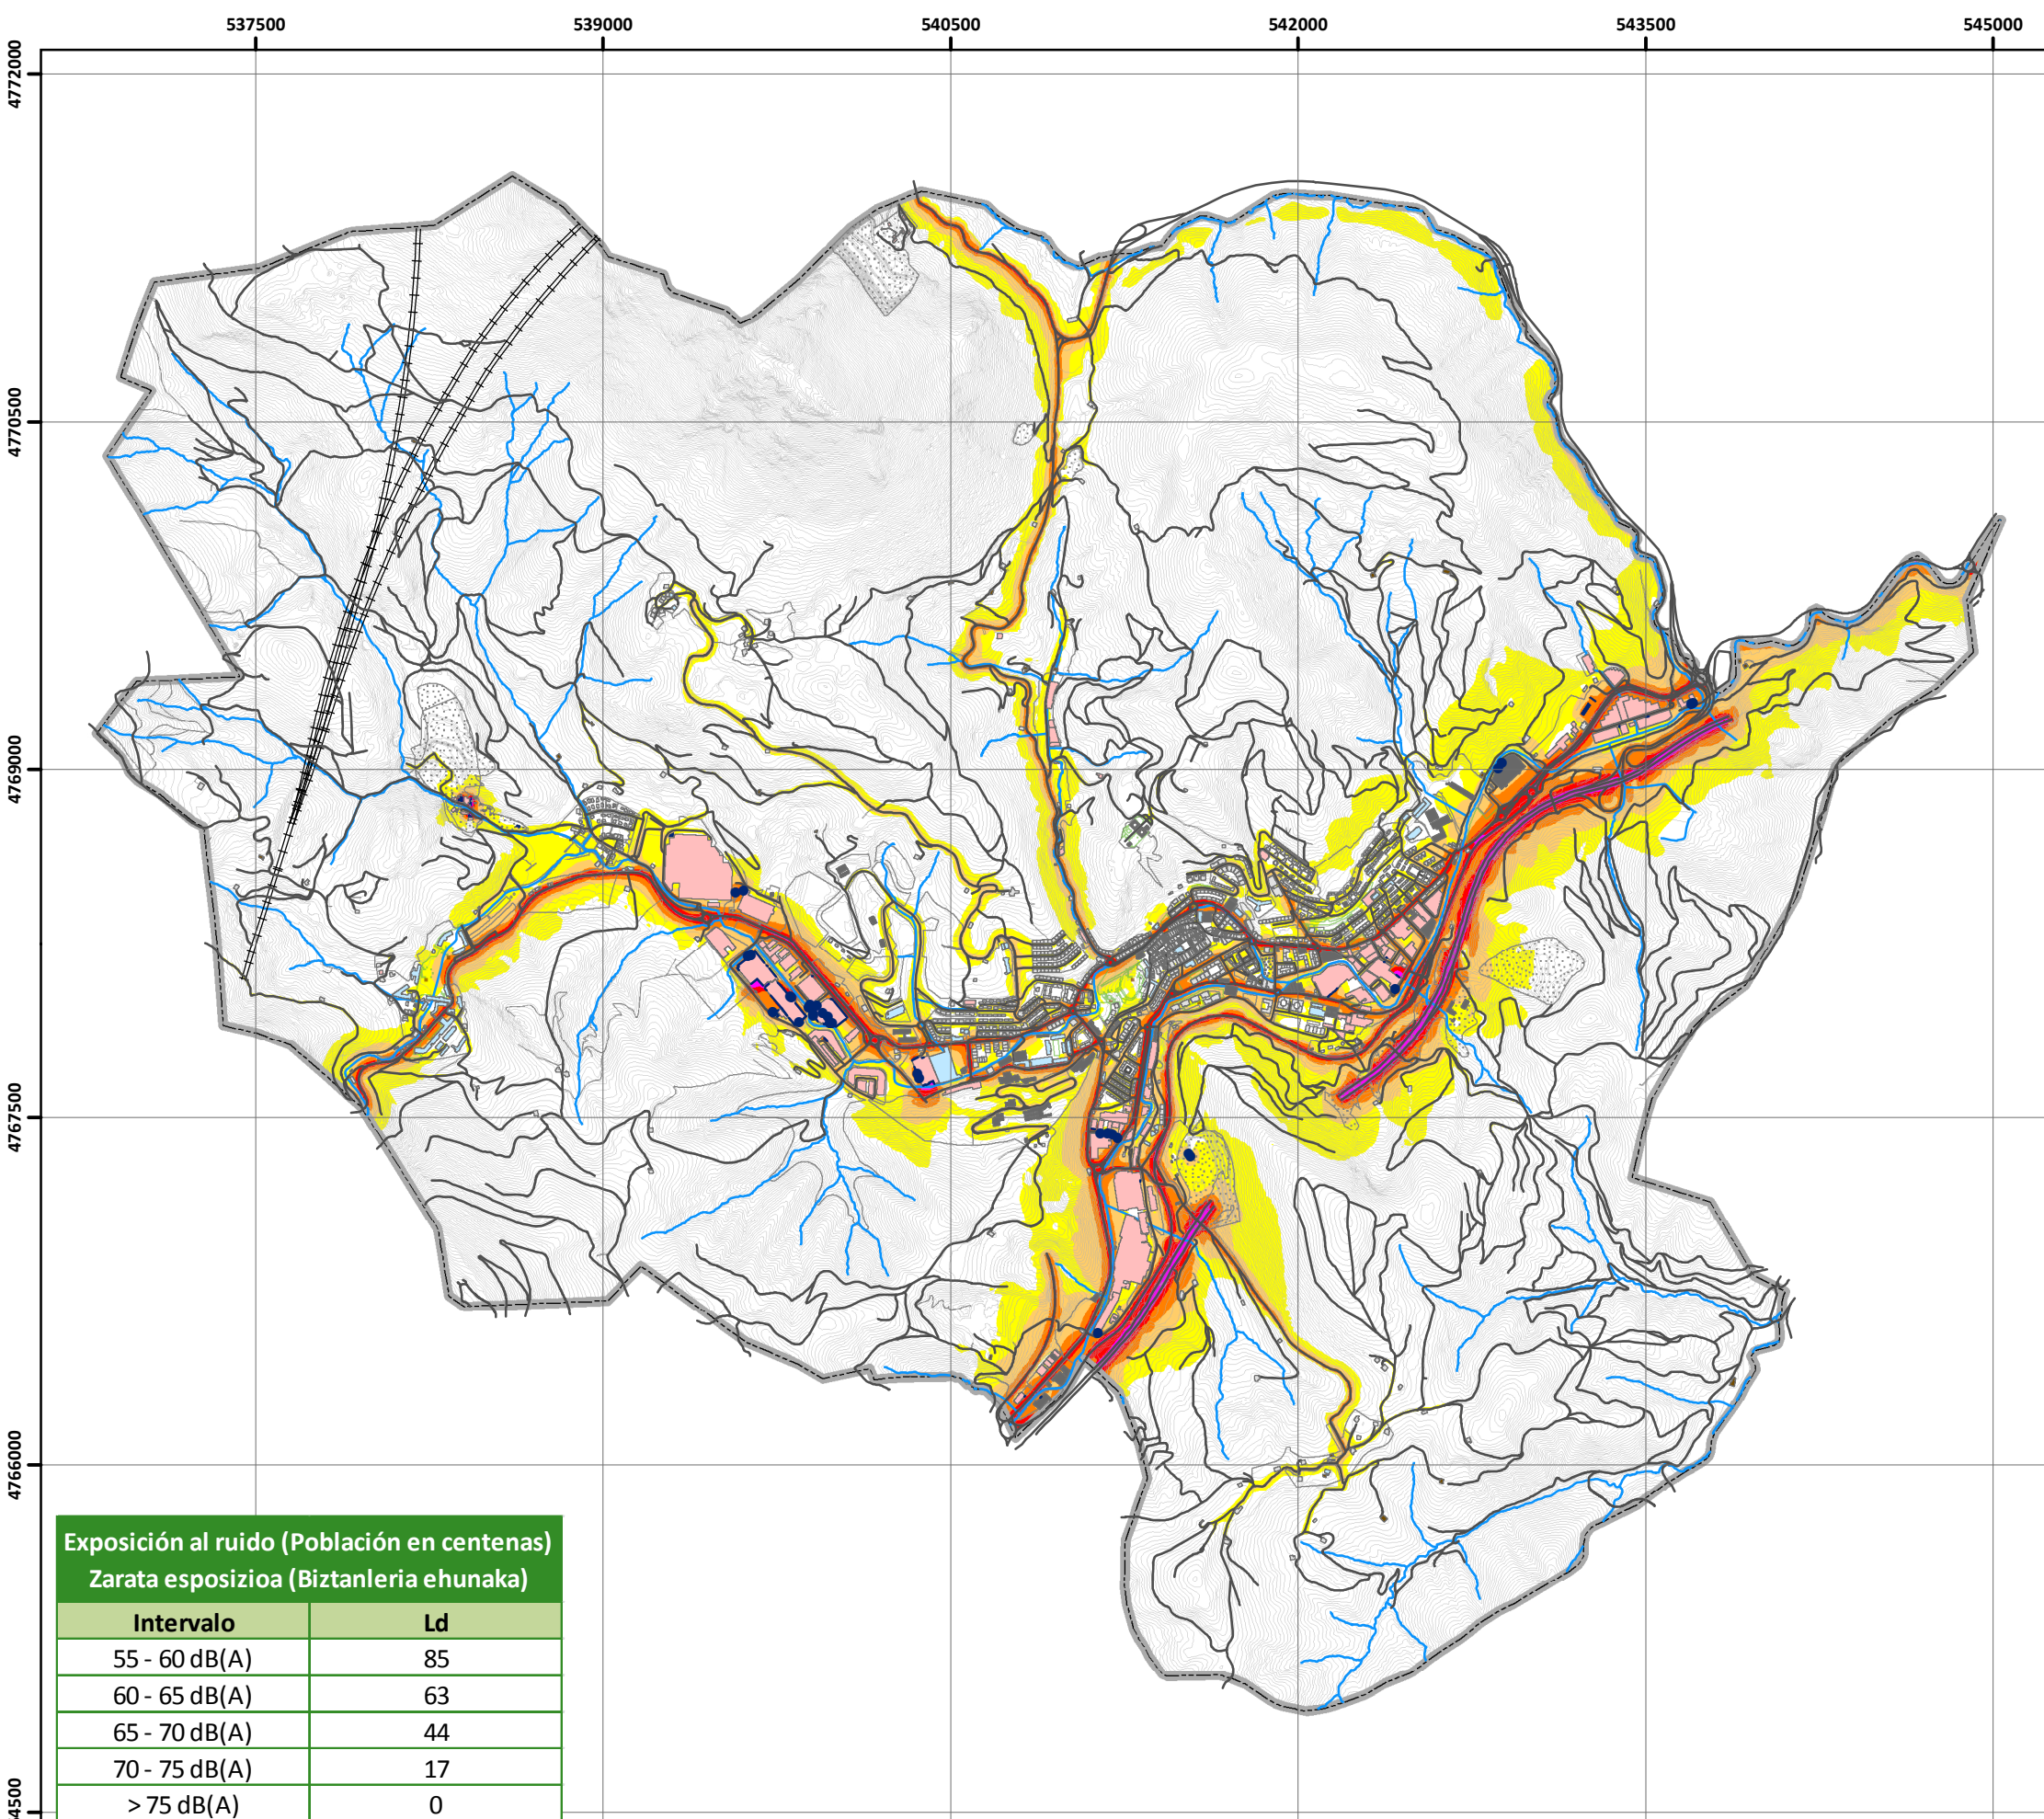 537500 539000 540500 542000 543500 545000
4772000
4770500
4769000
4767500
4766000
Exposición al ruido (Población en centenas)
Zarata esposizioa (Biztanleria ehunaka)
Intervalo Ld
55 - 60 dB(A) 85
60 - 65 dB(A) 63
65 - 70 dB(A) 44
70 - 75 dB(A) 17
> 75 dB(A) 0